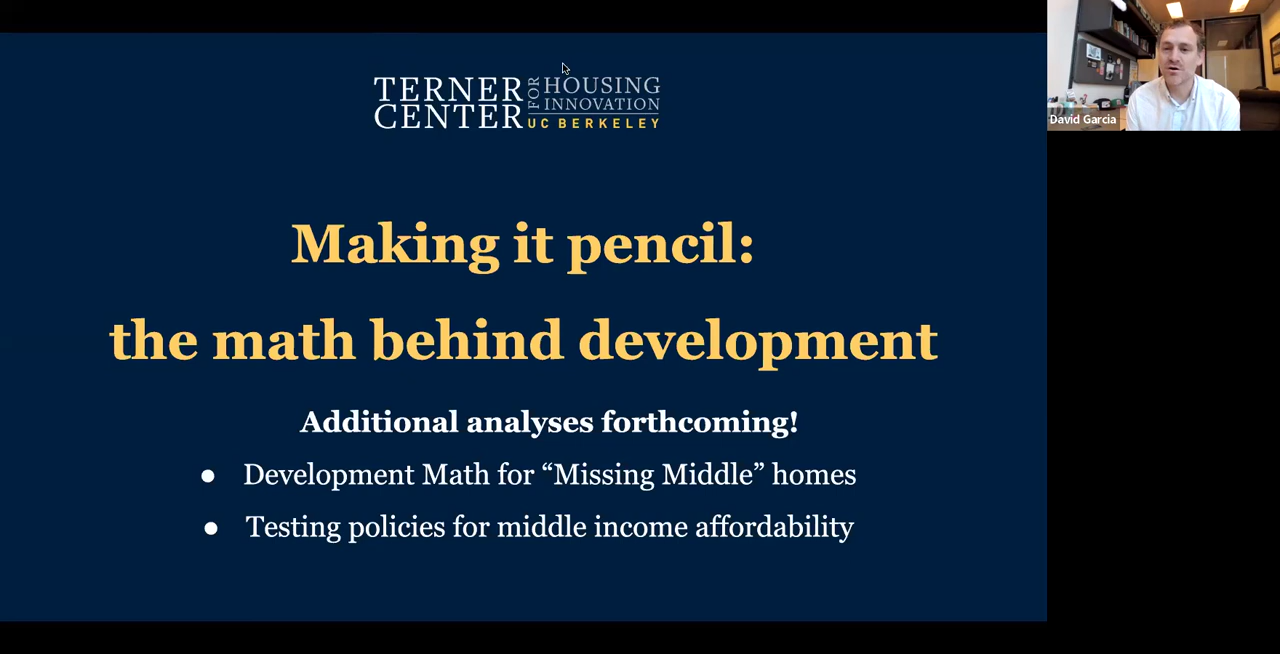 TERNER
CENTER
FOR
HOUSING
INNOVATION
UC BERKELEY
Making it pencil:
the math behind development
Additional analyses forthcoming!
● Development Math for “Missing Middle” homes
● Testing policies for middle income affordability
David Garcia